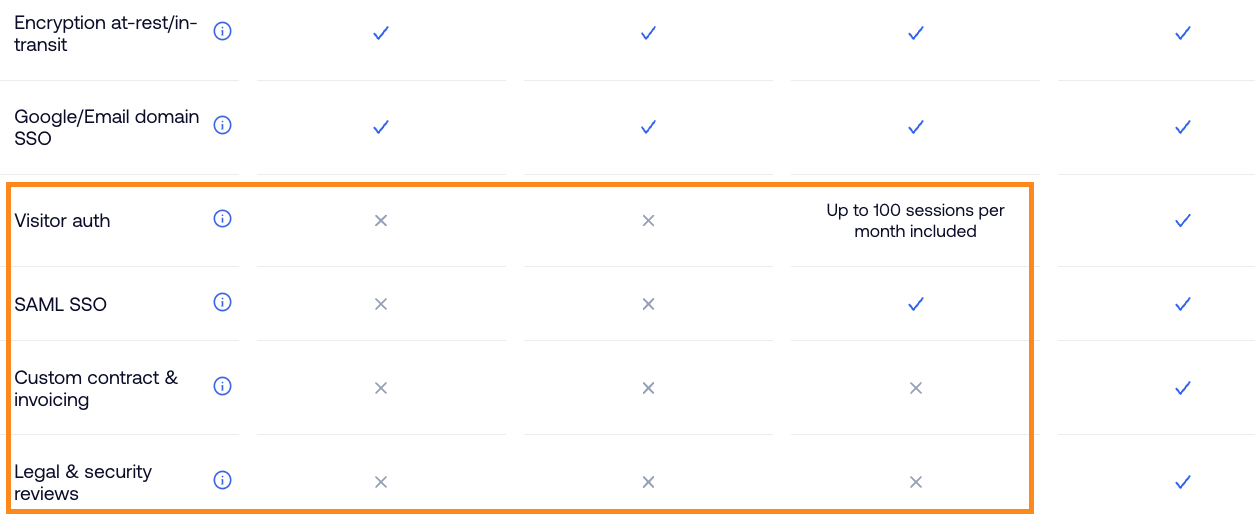 Encryption at-rest/in-
transit
Google/Email domain
SSO
Visitor auth
Up to 100 sessions per
month included
SAML SSO
Custom contract &
invoicing
Legal & security
reviews